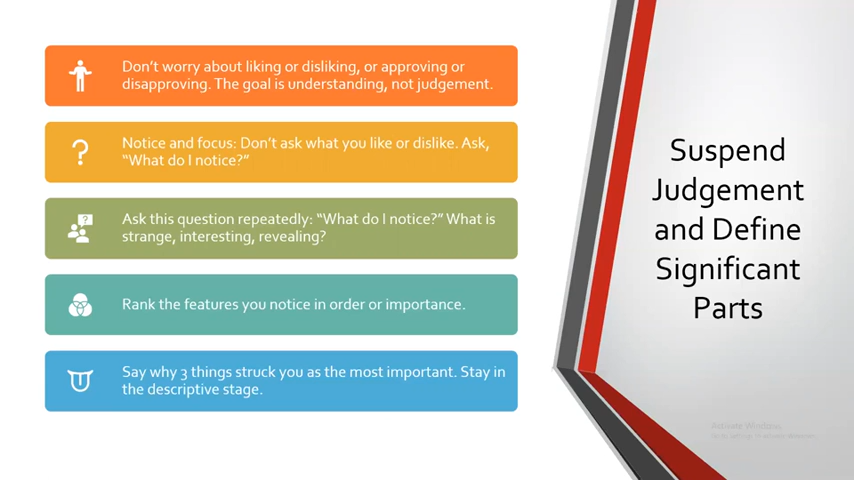 Don't worry about liking or disliking, or approving or
disapproving. The goal is understanding, not judgement.
Notice and focus: Don't ask what you like or dislike. Ask,
“What do I notice?”
Ask this question repeatedly: “What do I notice?” What is
strange, interesting, revealing?
Rank the features you notice in order or importance.
Say why 3 things struck you as the most important. Stay in
the descriptive stage.
Suspend
Judgement
and Define
Significant
Parts
Activate Windows